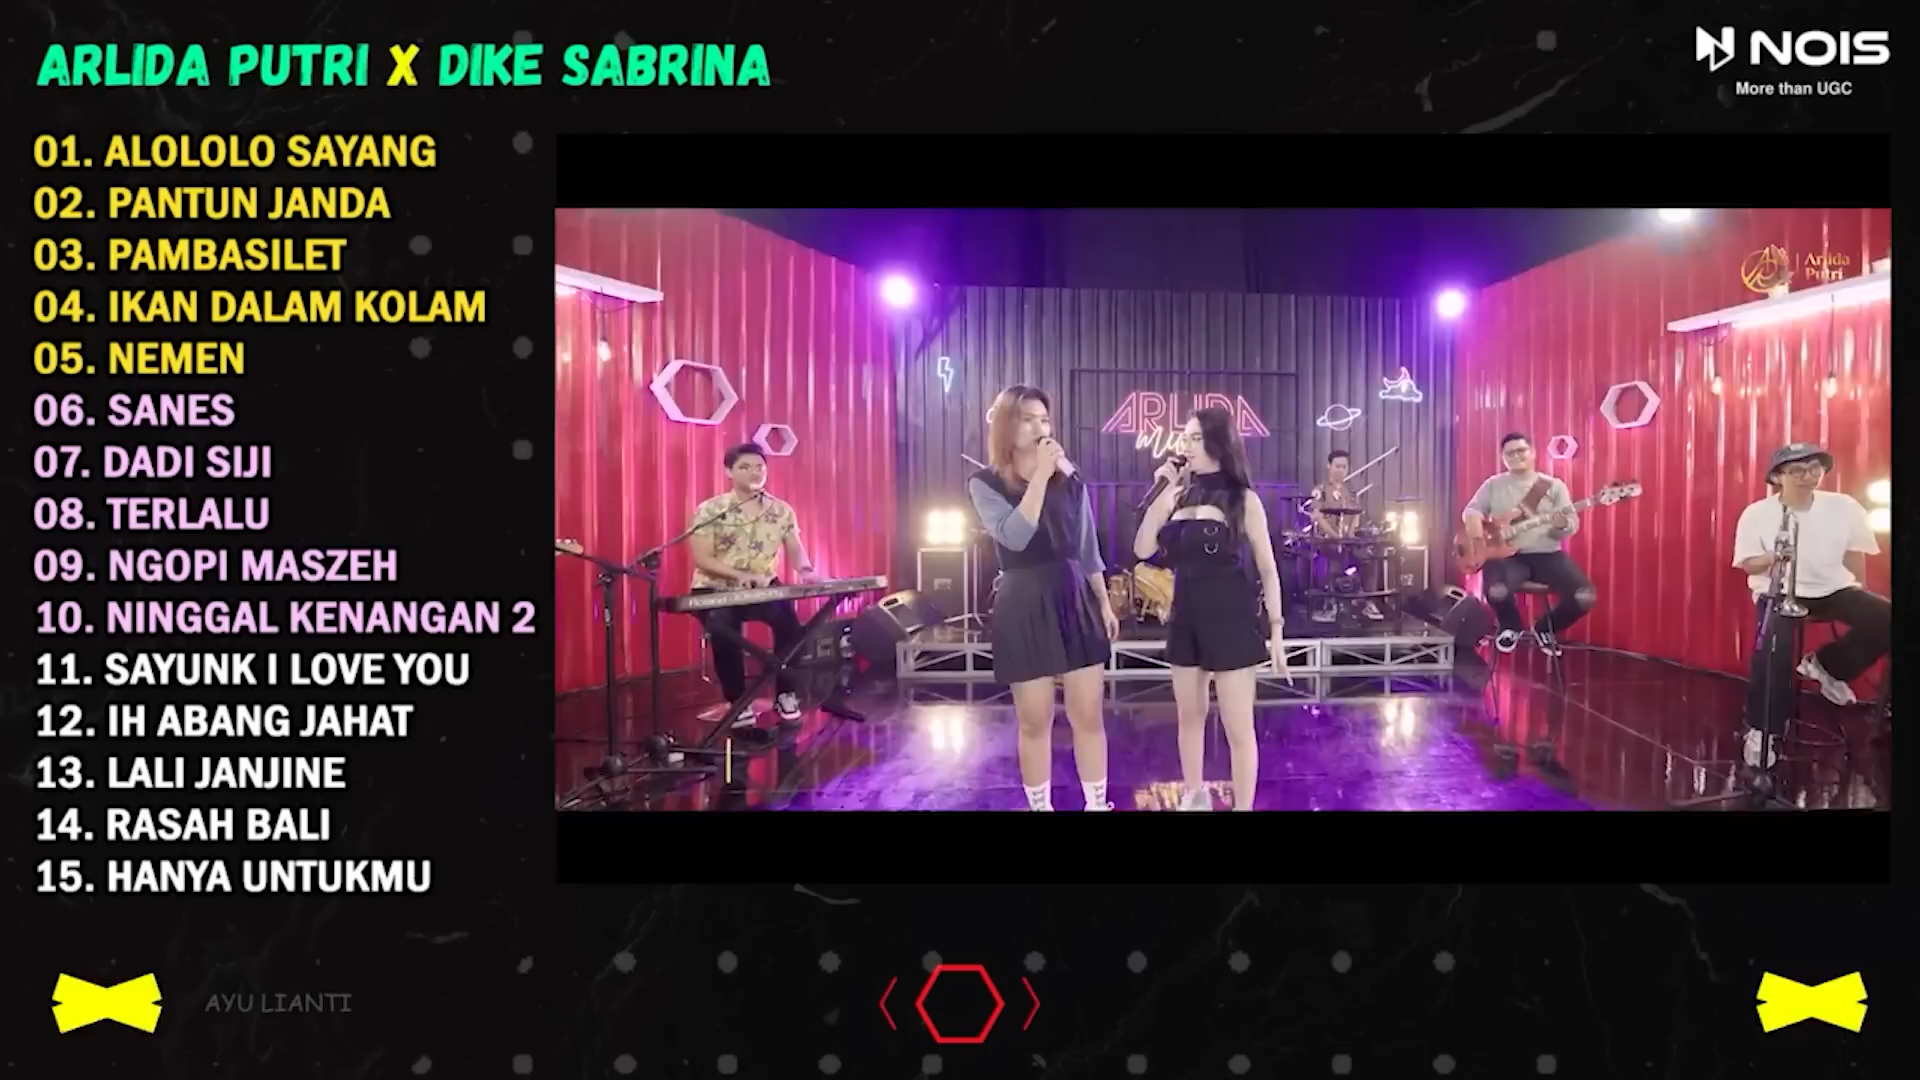 ARLIDA PUTRI X DIKE SABRINA
NOIS
More than UGC
01. ALOLOLO SAYANG
02. PANTUN JANDA
03. PAMBASILET
04. IKAN DALAM KOLAM
05. NEMEN
06. SANES
07. DADI SIJI
08. TERLALU
09. NGOPI MASZEH
10. NINGGAL KENANGAN 2
11. SAYUNK I LOVE YOU
12. IH ABANG JAHAT
13. LALI JANJINE
14. RASAH BALI
15. HANYA UNTUKMU
Arlida
Putri
ARLIDA
Roland
AYU LIANTI